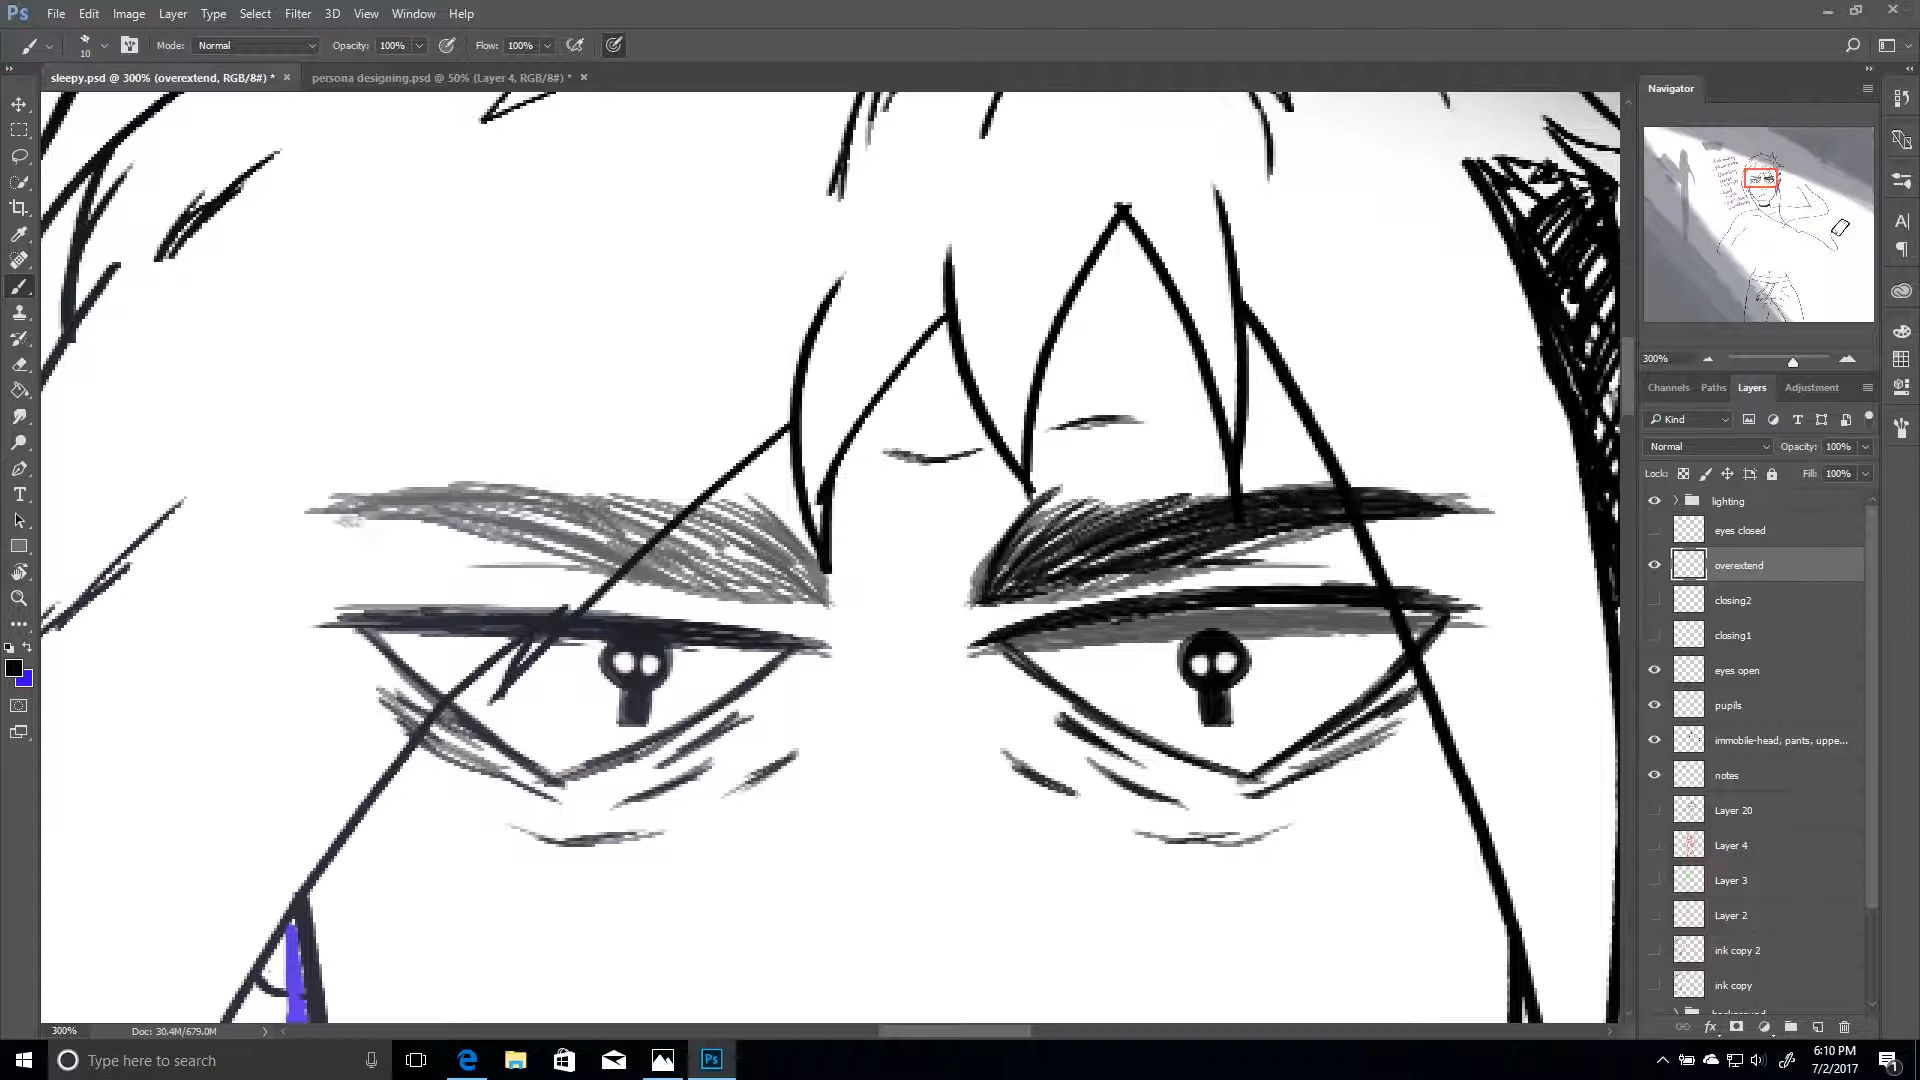 Ps File Edit Image Layer Type Select Filter 3D View Window Help
10 Mode: Normal Opacity: 100% Flow: 100%
sleepy.psd @ 300% (overextend, RGB/8#) * × persona designing.psd @ 50% (Layer 4, RGB/8#) * ×
Navigator
300%
Channels Paths Layers Adjustment
Kind
Normal Opacity: 100%
Lock: Fill: 100%
lighting
eyes closed
overextend
closing2
closing1
eyes open
pupils
immobile-head, pants, uppe...
notes
Layer 20
Layer 4
Layer 3
Layer 2
ink copy 2
ink copy
300% Doc: 30.4M/679.0M
Type here to search
Ps
6:10 PM
7/2/2017
1